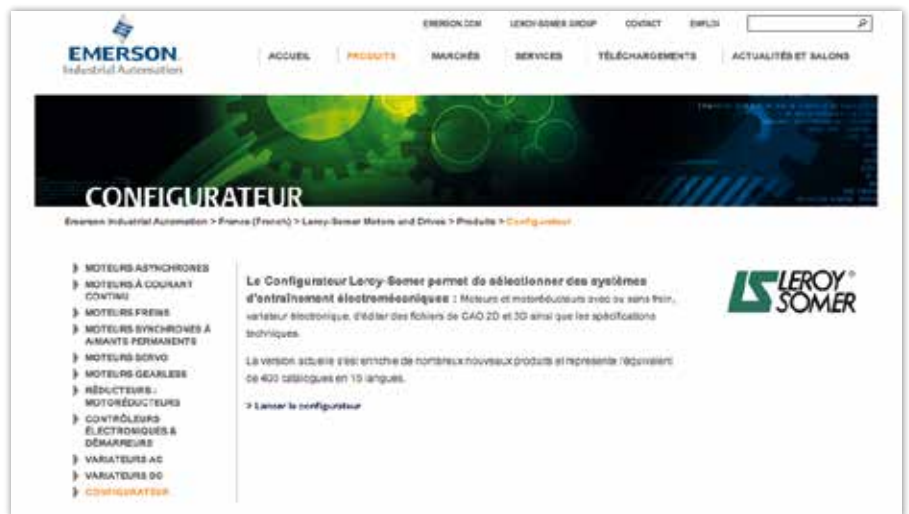 EMERSON.COM LEROY-SOMER GROUP CONTACT EMPLOI
EMERSON
Industrial Automation
ACCUEIL PRODUITS MARCHÉS SERVICES TÉLÉCHARGEMENTS ACTUALITÉS ET SALONS
CONFIGURATEUR
Emerson Industrial Automation > France (French) > Leroy-Somer Motors and Drives > Produits > Configurateur
MOTEURS ASYNCHRONES
MOTEURS À COURANT
CONTINU
MOTEURS FREINS
MOTEURS SYNCHRONES À
AIMANTS PERMANENTS
MOTEURS SERVO
MOTEURS GEARLESS
RÉDUCTEURS -
MOTORÉDUCTEURS
CONTRÔLEURS
ÉLECTRONIQUES &
DÉMARREURS
VARIATEURS AC
VARIATEURS DC
CONFIGURATEUR
Le Configurateur Leroy-Somer permet de sélectionner des systèmes
d'entraînement électromécaniques : Moteurs et motoréducteurs avec ou sans frein,
variateur électronique, d'éditer des fichiers de CAO 2D et 3D ainsi que les spécifications
techniques.
La version actuelle s'est enrichie de nombreux nouveaux produits et représente l'équivalent
de 400 catalogues en 15 langues.
> Lancer le configurateur
LEROY®
SOMER